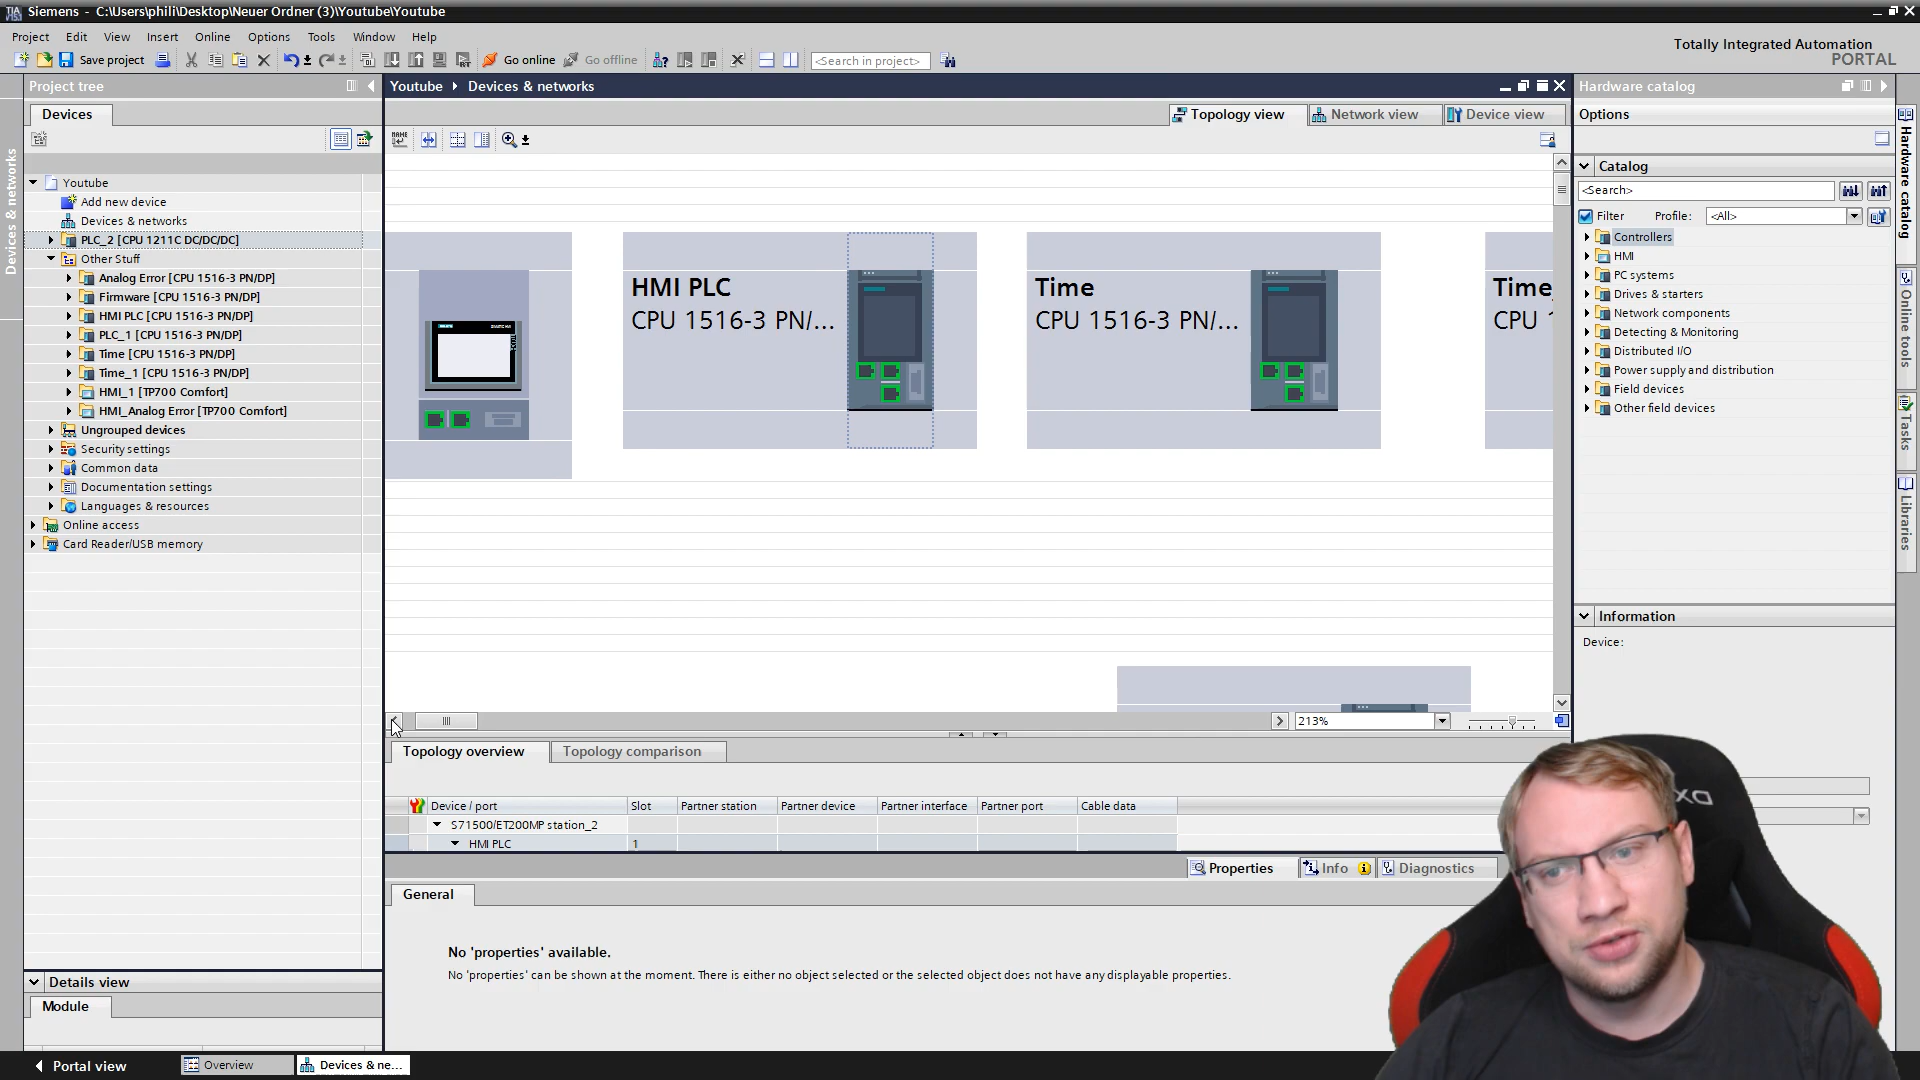 Siemens - C:\Users\phili\Desktop\Neuer Ordner (3)\Youtube\Youtube
Project Edit View Insert Online Options Tools Window Help
Totally Integrated Automation
PORTAL
Save project
Go online
Go offline
<Search in project>
Project tree
Devices
Devices & networks
Youtube
Add new device
Devices & networks
PLC_2 [CPU 1211C DC/DC/DC]
Other Stuff
Analog Error [CPU 1516-3 PN/DP]
Firmware [CPU 1516-3 PN/DP]
HMI PLC [CPU 1516-3 PN/DP]
PLC_1 [CPU 1516-3 PN/DP]
Time [CPU 1516-3 PN/DP]
Time_1 [CPU 1516-3 PN/DP]
HMI_1 [TP700 Comfort]
HMI_Analog Error [TP700 Comfort]
Ungrouped devices
Security settings
Common data
Documentation settings
Languages & resources
Online access
Card Reader/USB memory
Details view
Module
Youtube Devices & networks
Topology view
Network view
Device view
HMI PLC
CPU 1516-3 PN/...
Time
CPU 1516-3 PN/...
Time
CPU 1
213%
Topology overview
Topology comparison
Device / port Slot Partner station Partner device Partner interface Partner port Cable data
S71500/ET200MP station_2
HMI PLC 1
Properties
Info
Diagnostics
General
No 'properties' available.
No 'properties' can be shown at the moment. There is either no object selected or the selected object does not have any displayable properties.
Hardware catalog
Options
Catalog
<Search>
Filter Profile: <All>
Controllers
HMI
PC systems
Drives & starters
Network components
Detecting & Monitoring
Distributed I/O
Power supply and distribution
Field devices
Other field devices
Information
Device:
Hardware catalog
Online tools
Tasks
Libraries
Portal view
Overview
Devices & ne...